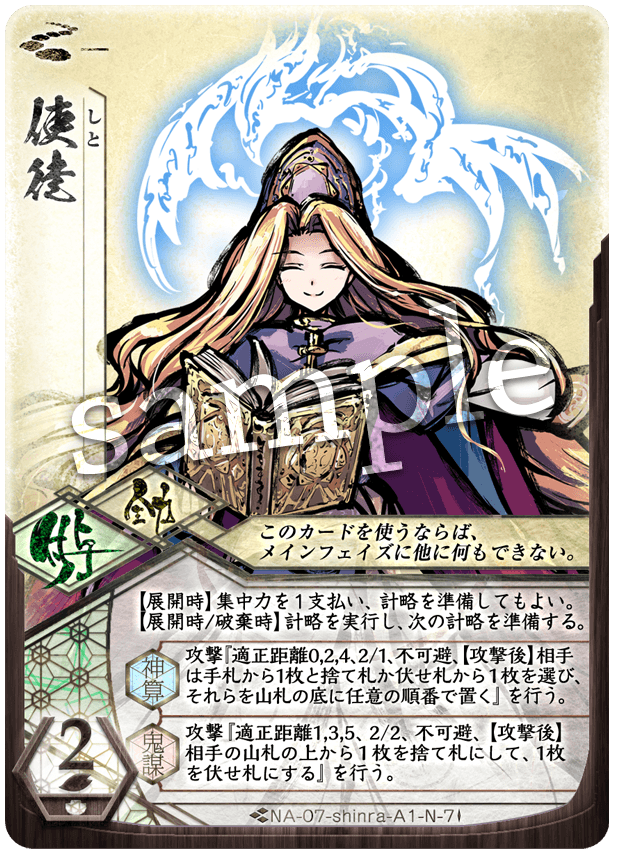 使徒
しと
sample
付与
全力
このカードを使うならば、
メインフェイズに他に何もできない。
【展開時】集中力を1支払い、計略を準備してもよい。
【展開時/破棄時】計略を実行し、次の計略を準備する。
神算
攻撃『適正距離0,2,4、2/1、不可避、【攻撃後】相手
は手札から1枚と捨て札か伏せ札から1枚を選び、
それらを山札の底に任意の順番で置く』を行う。
鬼謀
攻撃『適正距離1,3,5、2/2、不可避、【攻撃後】
相手の山札の上から1枚を捨て札にして、1枚
を伏せ札にする』を行う。
2
NA-07-shinra-A1-N-7